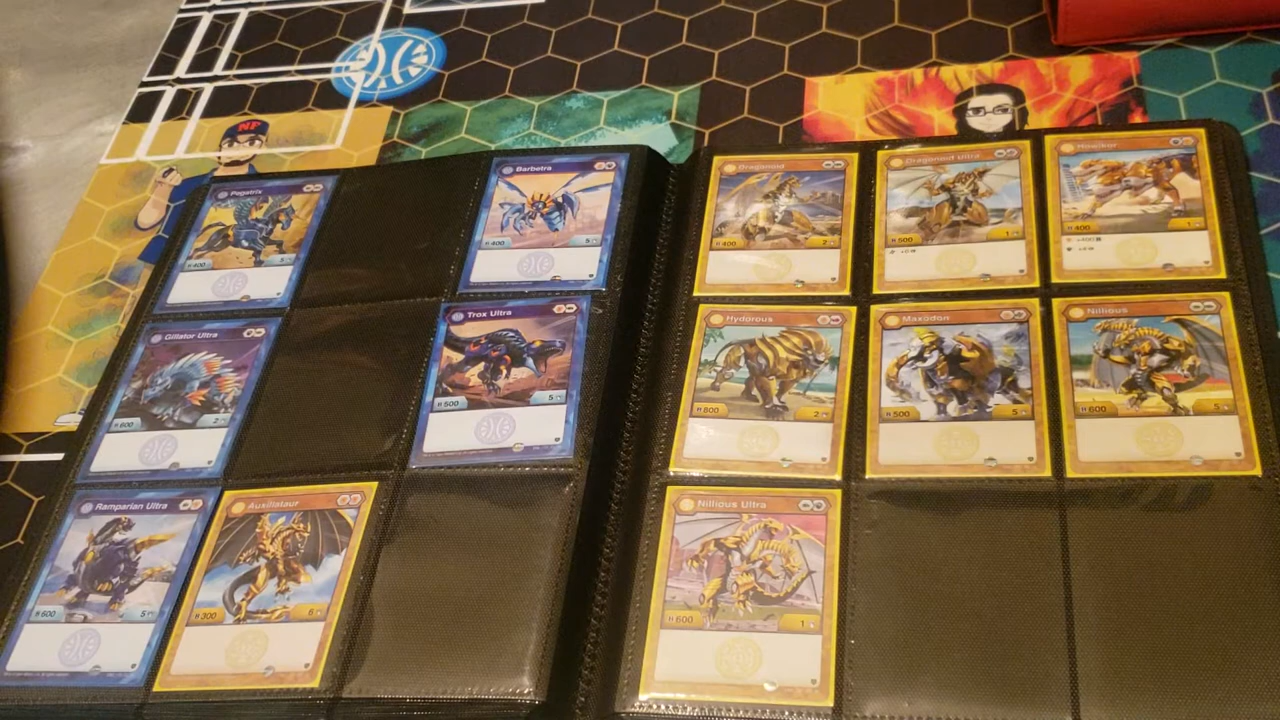 NF
Pegatrix
H 400
5
Barbetra
H 400
5
Gillator Ultra
H 600
2
Trox Ultra
H 500
5
Ramparian Ultra
H 600
5
Auxillataur
H 300
6
Dragonoid
H 400
2
Dragonoid Ultra
H 500
1
Howlkor
H 400
1
+400
Hydorous
H 800
2
Maxodon
H 500
5
Nillious
H 600
5
Nillious Ultra
H 600
1